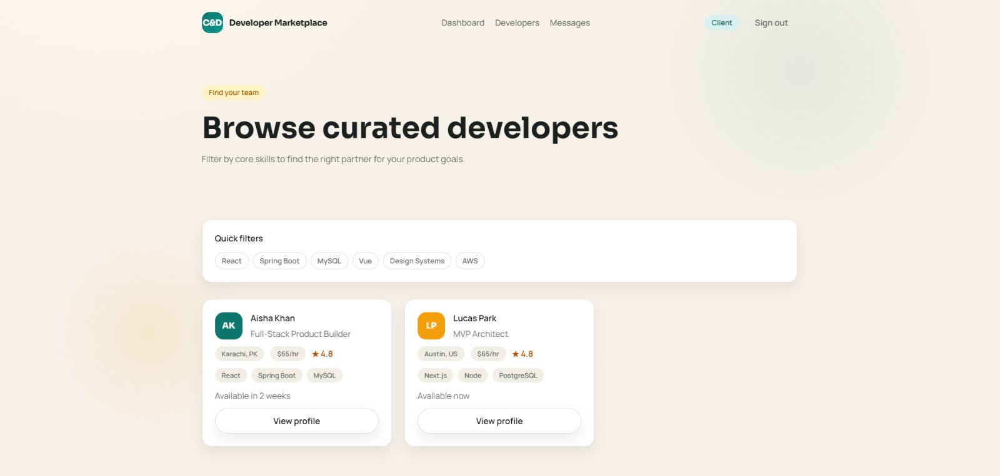 C&D Developer Marketplace Dashboard Developers Messages Client Sign out
Find your team
Browse curated developers
Filter by core skills to find the right partner for your product goals.
Quick filters
React Spring Boot MySQL Vue Design Systems AWS
AK Aisha Khan
Full-Stack Product Builder
Karachi, PK $55/hr ★ 4.8
React Spring Boot MySQL
Available in 2 weeks
View profile
LP Lucas Park
MVP Architect
Austin, US $65/hr ★ 4.8
Next.js Node PostgreSQL
Available now
View profile